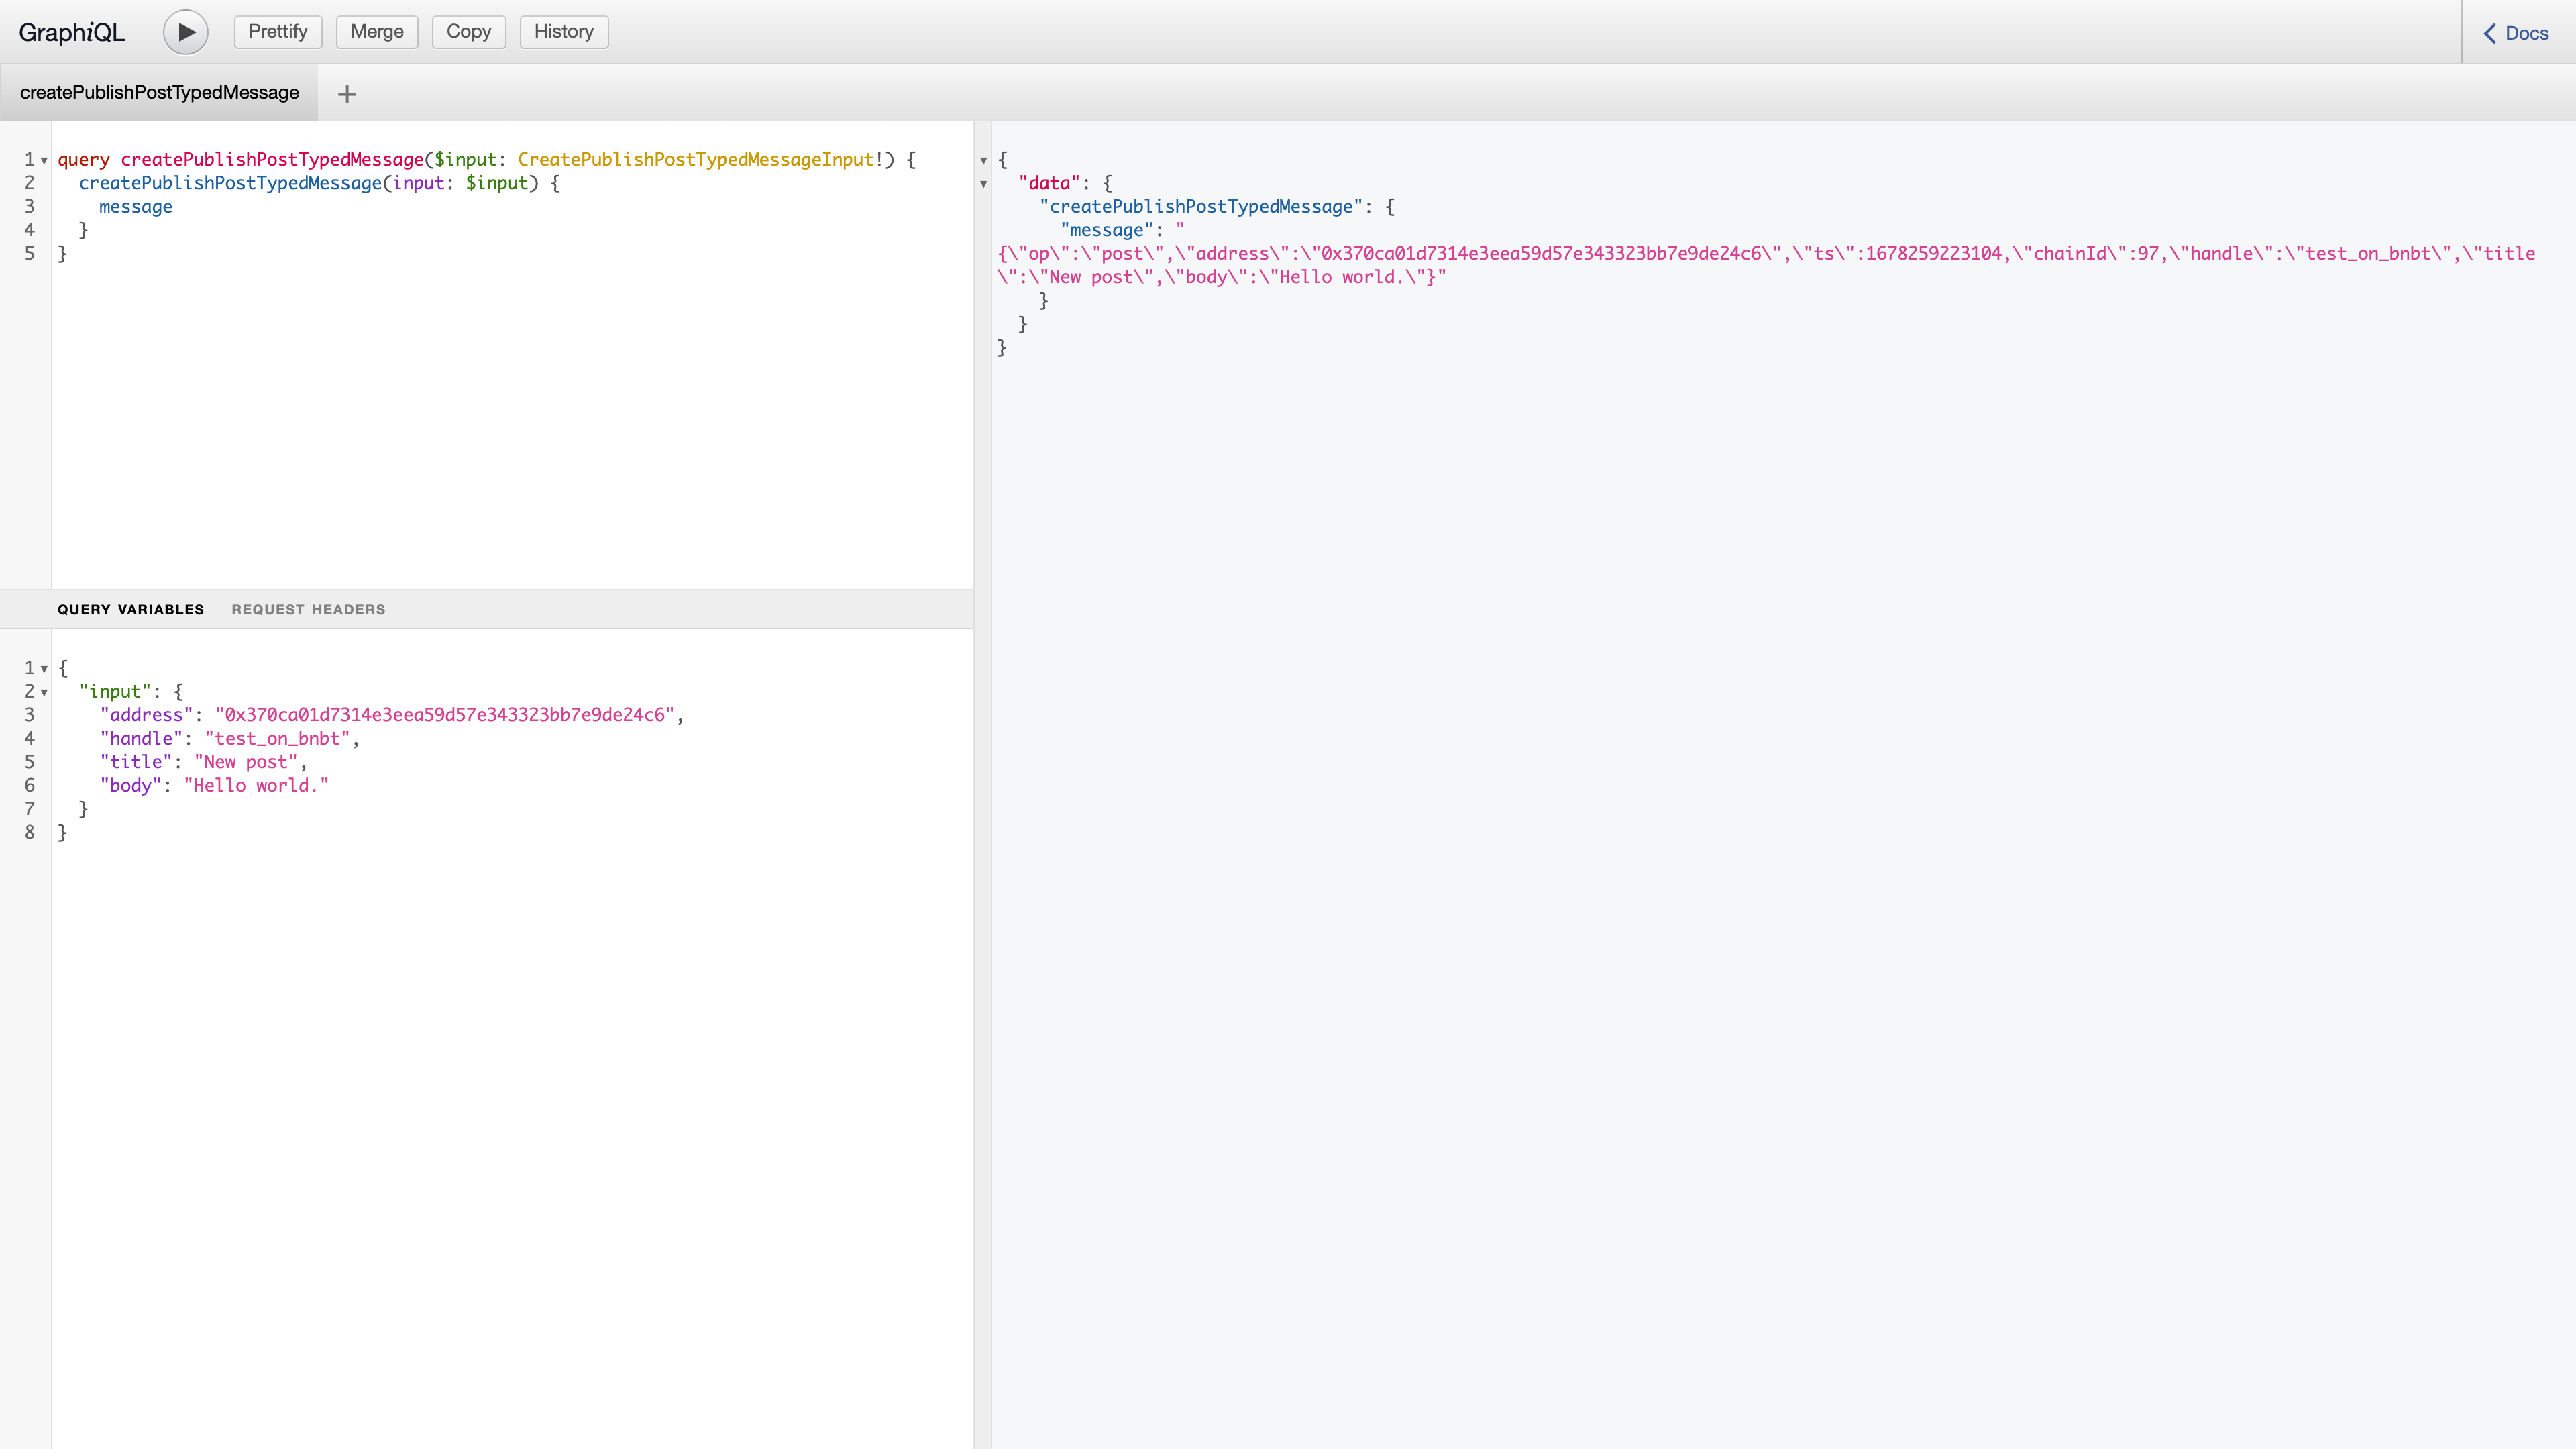 GraphiQL
Prettify
Merge
Copy
History
Docs
createPublishPostTypedMessage
+
1 query createPublishPostTypedMessage($input: CreatePublishPostTypedMessageInput!) {
2   createPublishPostTypedMessage(input: $input) {
3     message
4   }
5 }
QUERY VARIABLES REQUEST HEADERS
1 {
2   "input": {
3     "address": "0x370ca01d7314e3eea59d57e343323bb7e9de24c6",
4     "handle": "test_on_bnbt",
5     "title": "New post",
6     "body": "Hello world."
7   }
8 }
{
  "data": {
    "createPublishPostTypedMessage": {
      "message": "
{\"op\":\"post\",\"address\":\"0x370ca01d7314e3eea59d57e343323bb7e9de24c6\",\"ts\":1678259223104,\"chainId\":97,\"handle\":\"test_on_bnbt\",\"title
\":\"New post\",\"body\":\"Hello world.\"}"
    }
  }
}